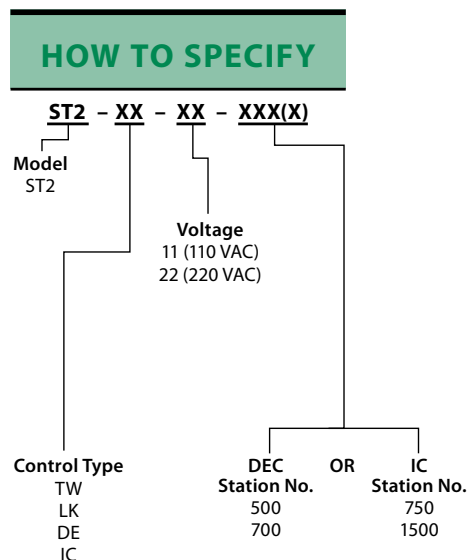 HOW TO SPECIFY
ST2 – XX – XX – XXX(X)
Model
ST2
Voltage
11 (110 VAC)
22 (220 VAC)
Control Type
TW
LK
DE
IC
DEC
Station No.
500
700
OR
IC
Station No.
750
1500